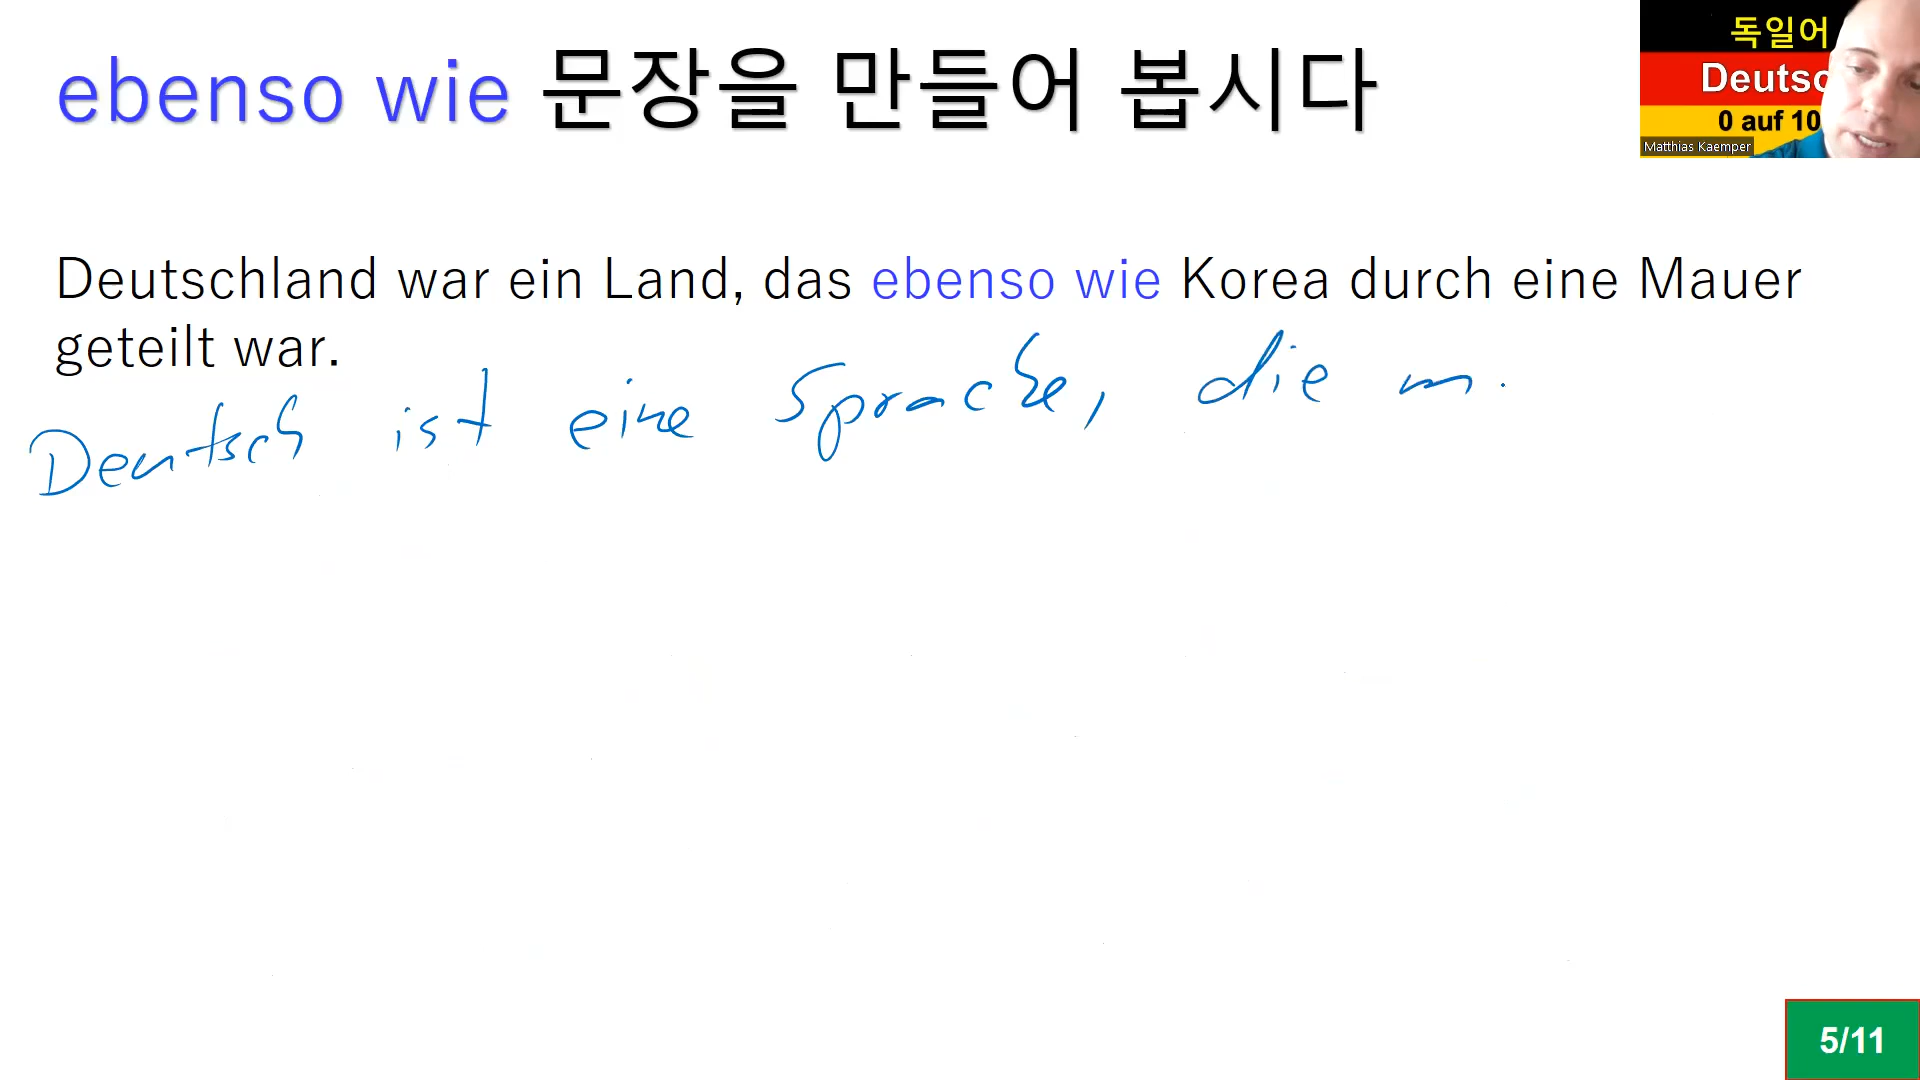 ebenso wie 문장을 만들어 봅시다
독일어
Deutsc
0 auf 10
Matthias Kaemper
Deutschland war ein Land, das ebenso wie Korea durch eine Mauer
geteilt war.
Deutsch ist eine Sprache, die m
5/11